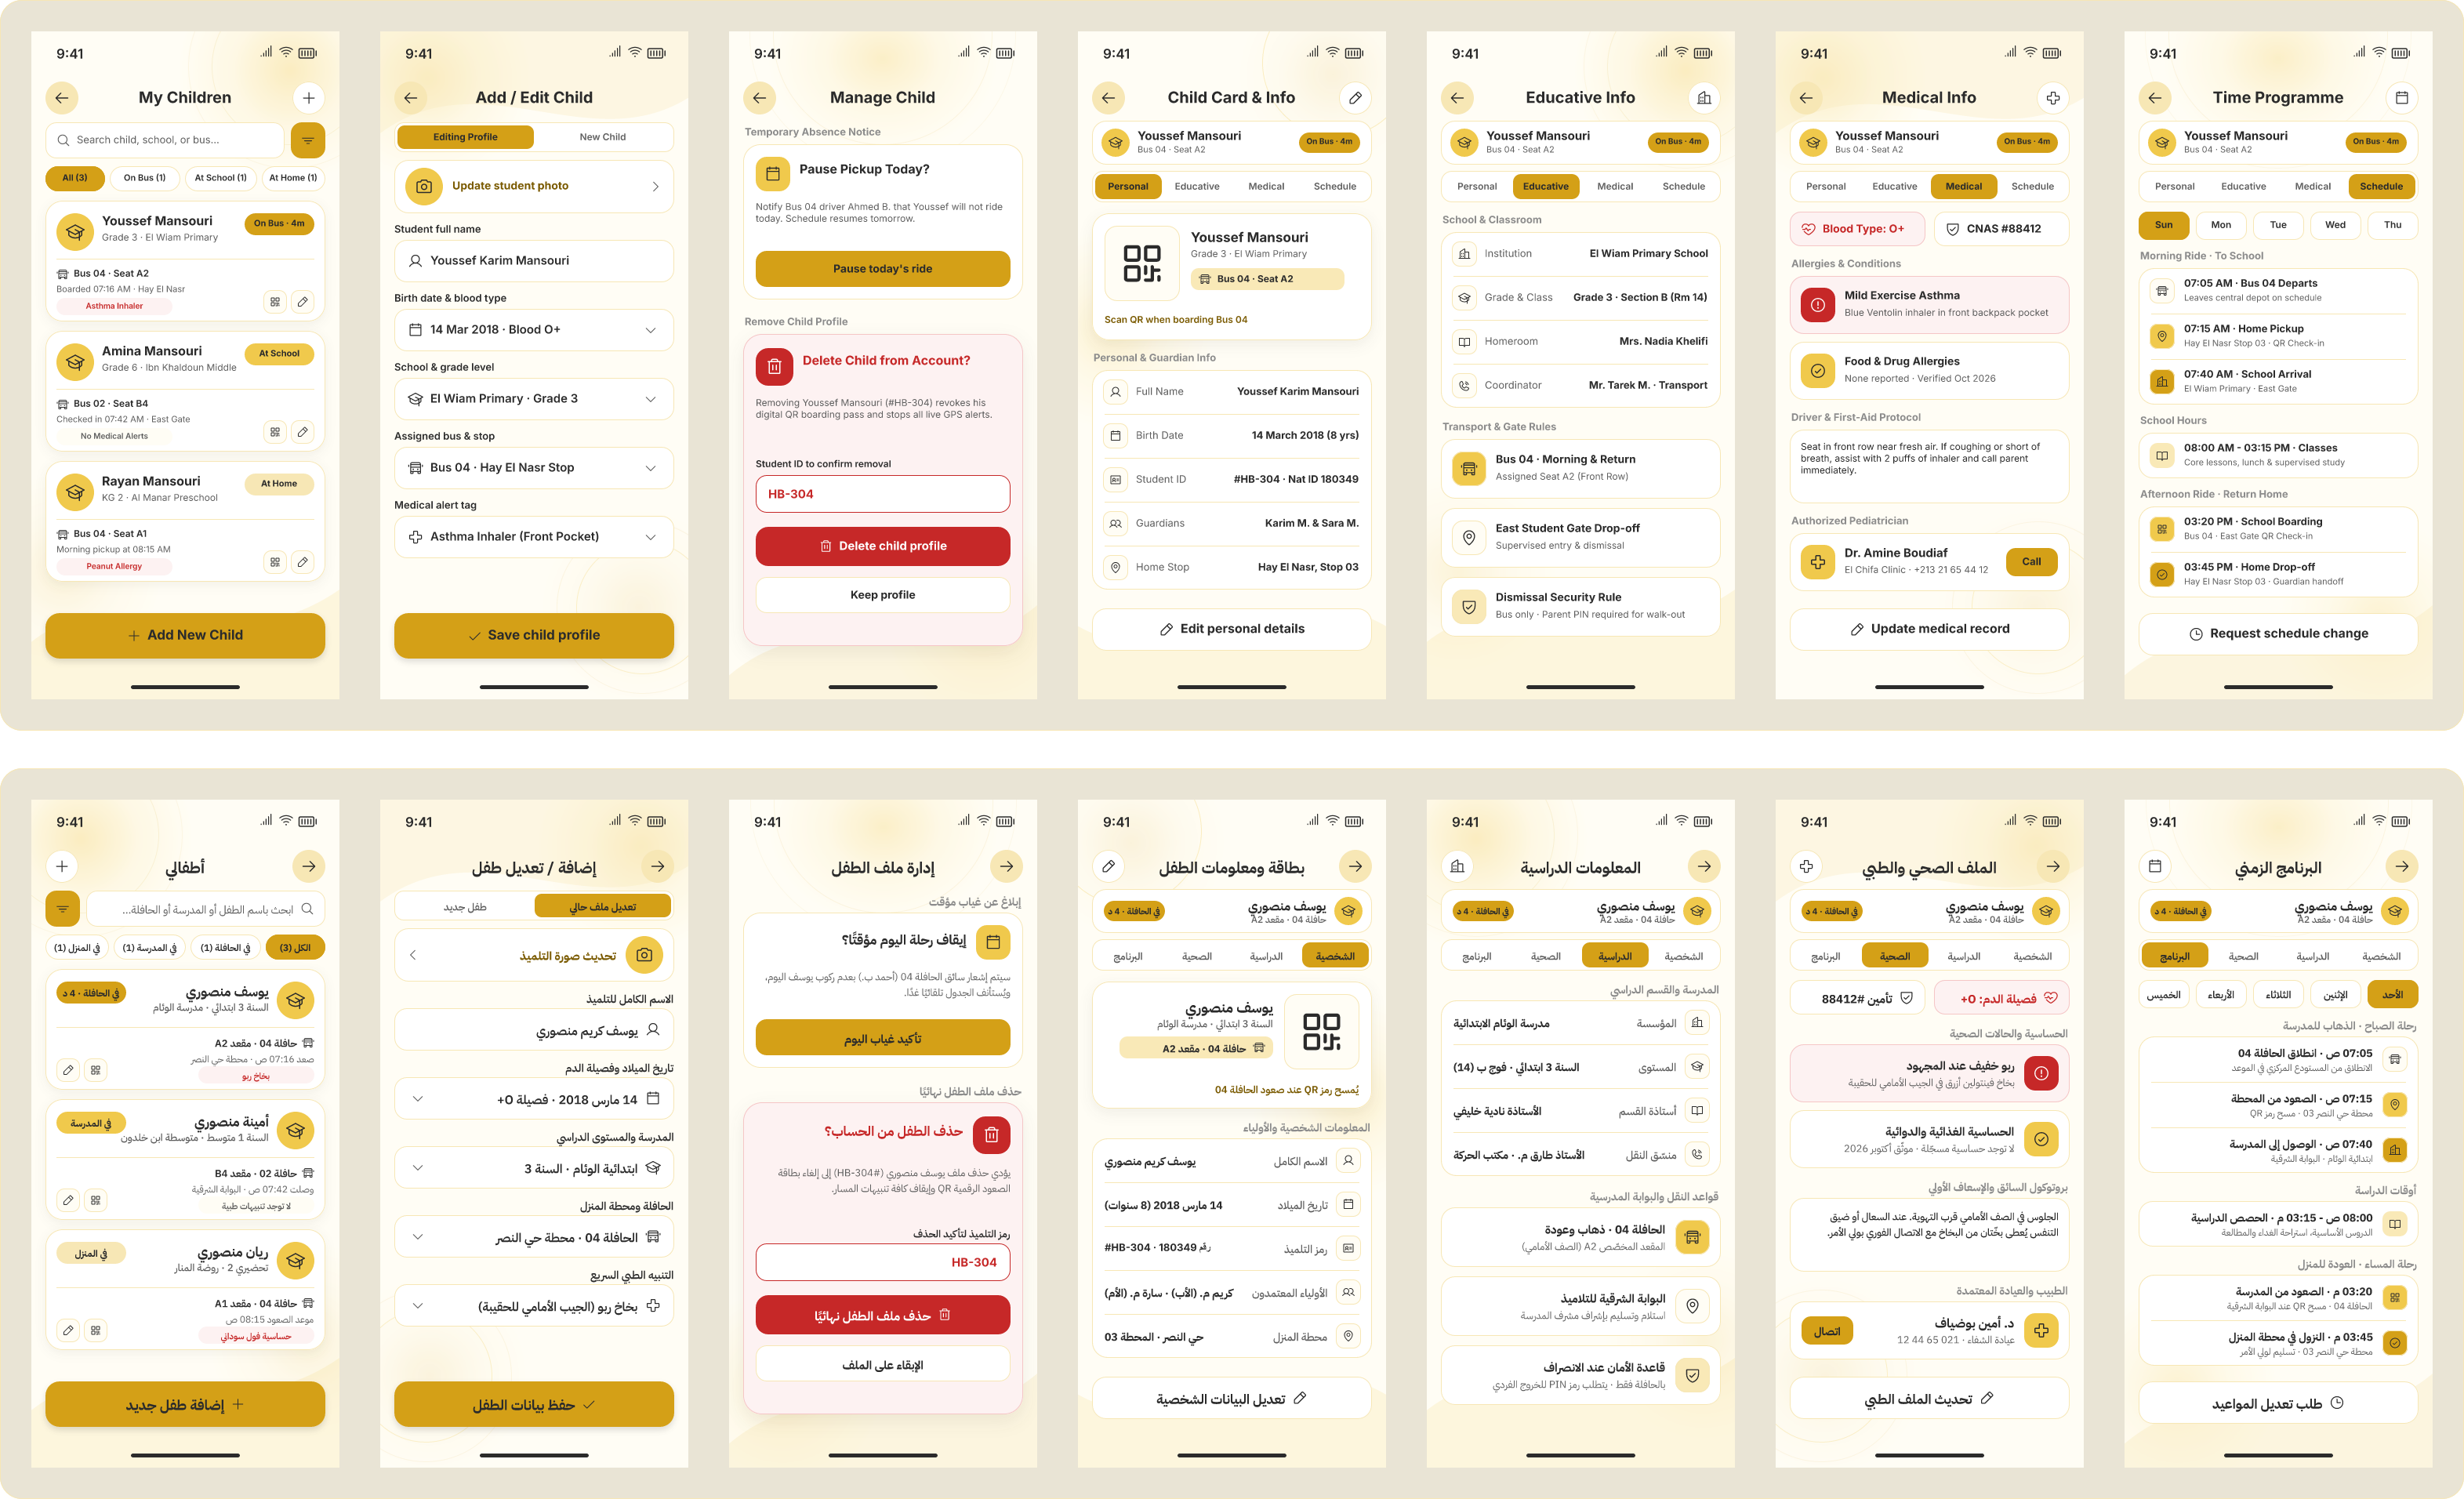 9:41
My Children
Search child, school, or bus...
All (3)
On Bus (1)
At School (1)
At Home (1)
Youssef Mansouri
On Bus · 4m
Grade 3 · El Wiam Primary
Bus 04 · Seat A2
Boarded 07:16 AM · Hay El Nasr
Asthma Inhaler
Amina Mansouri
At School
Grade 6 · Ibn Khaldoun Middle
Bus 02 · Seat B4
Checked in 07:42 AM · East Gate
No Medical Alerts
Rayan Mansouri
At Home
KG 2 · Al Manar Preschool
Bus 04 · Seat A1
Morning pickup at 08:15 AM
Peanut Allergy
+ Add New Child
9:41
Add / Edit Child
Editing Profile
New Child
Update student photo
Student full name
Youssef Karim Mansouri
Birth date & blood type
14 Mar 2018 · Blood O+
School & grade level
El Wiam Primary · Grade 3
Assigned bus & stop
Bus 04 · Hay El Nasr Stop
Medical alert tag
Asthma Inhaler (Front Pocket)
Save child profile
9:41
Manage Child
Temporary Absence Notice
Pause Pickup Today?
Notify Bus 04 driver Ahmed B. that Youssef will not ride
today. Schedule resumes tomorrow.
Pause today's ride
Remove Child Profile
Delete Child from Account?
Removing Youssef Mansouri (#HB-304) revokes his
digital QR boarding pass and stops all live GPS alerts.
Student ID to confirm removal
HB-304
Delete child profile
Keep profile
9:41
Child Card & Info
Youssef Mansouri
Bus 04 · Seat A2
On Bus · 4m
Personal
Educative
Medical
Schedule
Youssef Mansouri
Grade 3 · El Wiam Primary
Bus 04 · Seat A2
Scan QR when boarding Bus 04
Personal & Guardian Info
Full Name
Youssef Karim Mansouri
Birth Date
14 March 2018 (8 yrs)
Student ID
#HB-304 · Nat ID 180349
Guardians
Karim M. & Sara M.
Home Stop
Hay El Nasr, Stop 03
Edit personal details
9:41
Educative Info
Youssef Mansouri
Bus 04 · Seat A2
On Bus · 4m
Personal
Educative
Medical
Schedule
School & Classroom
Institution
El Wiam Primary School
Grade & Class
Grade 3 · Section B (Rm 14)
Homeroom
Mrs. Nadia Khelifi
Coordinator
Mr. Tarek M. · Transport
Transport & Gate Rules
Bus 04 · Morning & Return
Assigned Seat A2 (Front Row)
East Student Gate Drop-off
Supervised entry & dismissal
Dismissal Security Rule
Bus only · Parent PIN required for walk-out
9:41
Medical Info
Youssef Mansouri
Bus 04 · Seat A2
On Bus · 4m
Personal
Educative
Medical
Schedule
Blood Type: O+
CNAS #88412
Allergies & Conditions
Mild Exercise Asthma
Blue Ventolin inhaler in front backpack pocket
Food & Drug Allergies
None reported · Verified Oct 2026
Driver & First-Aid Protocol
Seat in front row near fresh air. If coughing or short of
breath, assist with 2 puffs of inhaler and call parent
immediately.
Authorized Pediatrician
Dr. Amine Boudiaf
El Chifa Clinic · +213 21 65 44 12
Call
Update medical record
9:41
Time Programme
Youssef Mansouri
Bus 04 · Seat A2
On Bus · 4m
Personal
Educative
Medical
Schedule
Sun
Mon
Tue
Wed
Thu
Morning Ride · To School
07:05 AM · Bus 04 Departs
Leaves central depot on schedule
07:15 AM · Home Pickup
Hay El Nasr Stop 03 · QR Check-in
07:40 AM · School Arrival
El Wiam Primary · East Gate
School Hours
08:00 AM - 03:15 PM · Classes
Core lessons, lunch & supervised study
Afternoon Ride · Return Home
03:20 PM · School Boarding
Bus 04 · East Gate QR Check-in
03:45 PM · Home Drop-off
Hay El Nasr Stop 03 · Guardian handoff
Request schedule change
9:41
أطفالي
ابحث باسم الطفل أو المدرسة أو الحافلة...
الكل (3)
في الحافلة (1)
في المدرسة (1)
في المنزل (1)
يوسف منصوري
في الحافلة · 4 د
السنة 3 ابتدائي · مدرسة الوئام
حافلة 04 · مقعد A2
صعد 07:16 ص · محطة حي النصر
بخاخ ربو
أمينة منصوري
في المدرسة
السنة 1 متوسط · متوسطة ابن خلدون
حافلة 02 · مقعد B4
وصلت 07:42 ص · البوابة الشرقية
لا توجد تنبيهات طبية
ريان منصوري
في المنزل
تحضيري 2 · روضة المنار
حافلة 04 · مقعد A1
موعد الصعود 08:15 ص
حساسية فول سوداني
+ إضافة طفل جديد
9:41
إضافة / تعديل طفل
تعديل ملف حالي
طفل جديد
تحديث صورة التلميذ
الاسم الكامل للتلميذ
يوسف كريم منصوري
تاريخ الميلاد وفصيلة الدم
14 مارس 2018 · فصيلة O+
المدرسة والمستوى الدراسي
ابتدائية الوئام · السنة 3
الحافلة ومحطة المنزل
الحافلة 04 · محطة حي النصر
التنبيه الطبي السريع
بخاخ ربو (الجيب الأمامي للحقيبة)
حفظ بيانات الطفل
9:41
إدارة ملف الطفل
إبلاغ عن غياب مؤقت
إيقاف رحلة اليوم مؤقتًا؟
سيتم إشعار سائق الحافلة 04 (أحمد ب.) بعدم ركوب يوسف اليوم،
ويُستأنف الجدول تلقائيًا غدًا.
تأكيد غياب اليوم
حذف ملف الطفل نهائيًا
حذف الطفل من الحساب؟
يؤدي حذف ملف يوسف منصوري (#HB-304) إلى إلغاء بطاقة
الصعود الرقمية QR وإيقاف كافة تنبيهات المسار.
رمز التلميذ لتأكيد الحذف
HB-304
حذف ملف الطفل نهائيًا
الإبقاء على الملف
9:41
بطاقة ومعلومات الطفل
يوسف منصوري
حافلة 04 · مقعد A2
في الحافلة · 4 د
الشخصية
الدراسية
الصحية
البرنامج
يوسف منصوري
السنة 3 ابتدائي · مدرسة الوئام
حافلة 04 · مقعد A2
يُمسح رمز QR عند صعود الحافلة 04
المعلومات الشخصية والأولياء
الاسم الكامل
يوسف كريم منصوري
تاريخ الميلاد
14 مارس 2018 (8 سنوات)
رمز التلميذ
#HB-304 · رقم 180349
الأولياء المعتمدون
كريم م. (الأب) · سارة م. (الأم)
محطة المنزل
حي النصر · المحطة 03
تعديل البيانات الشخصية
9:41
المعلومات الدراسية
يوسف منصوري
حافلة 04 · مقعد A2
في الحافلة · 4 د
الشخصية
الدراسية
الصحية
البرنامج
المدرسة والقسم الدراسي
المؤسسة
مدرسة الوئام الابتدائية
المستوى
السنة 3 ابتدائي · فوج ب (14)
أستاذة القسم
الأستاذة نادية خليفي
منسّق النقل
الأستاذ طارق م. · مكتب الحركة
قواعد النقل والبوابة المدرسية
الحافلة 04 · ذهاب وعودة
المقعد المخصّص A2 (الصف الأمامي)
البوابة الشرقية للتلاميذ
استلام وتسليم بإشراف مشرف المدرسة
قاعدة الأمان عند الانصراف
بالحافلة فقط · يتطلب رمز PIN للخروج الفردي
9:41
الملف الصحي والطبي
يوسف منصوري
حافلة 04 · مقعد A2
في الحافلة · 4 د
الشخصية
الدراسية
الصحية
البرنامج
فصيلة الدم: O+
تأمين #88412
الحساسية والحالات الصحية
ربو خفيف عند المجهود
بخاخ فينتولين أزرق في الجيب الأمامي للحقيبة
الحساسية الغذائية والدوائية
لا توجد حساسية مسجّلة · موثّق أكتوبر 2026
بروتوكول السائق والإسعاف الأولي
الجلوس في الصف الأمامي قرب التهوية. عند السعال أو ضيق
التنفس يُعطى بخّتان من البخاخ مع الاتصال الفوري بولي الأمر.
الطبيب والعيادة المعتمدة
د. أمين بوضياف
عيادة الشفاء · 021 65 44 12
اتصال
تحديث الملف الطبي
9:41
البرنامج الزمني
يوسف منصوري
حافلة 04 · مقعد A2
في الحافلة · 4 د
الشخصية
الدراسية
الصحية
البرنامج
الأحد
الإثنين
الثلاثاء
الأربعاء
الخميس
رحلة الصباح · الذهاب للمدرسة
07:05 ص · انطلاق الحافلة 04
الانطلاق من المستودع المركزي في الموعد
07:15 ص · الصعود من المحطة
محطة حي النصر 03 · مسح رمز QR
07:40 ص · الوصول إلى المدرسة
ابتدائية الوئام · البوابة الشرقية
أوقات الدراسة
08:00 ص - 03:15 م · الحصص الدراسية
الدروس الأساسية، استراحة الغداء والمطالعة
رحلة المساء · العودة للمنزل
03:20 م · الصعود من المدرسة
الحافلة 04 · مسح QR عند البوابة الشرقية
03:45 م · النزول في محطة المنزل
محطة حي النصر 03 · تسليم لولي الأمر
طلب تعديل المواعيد